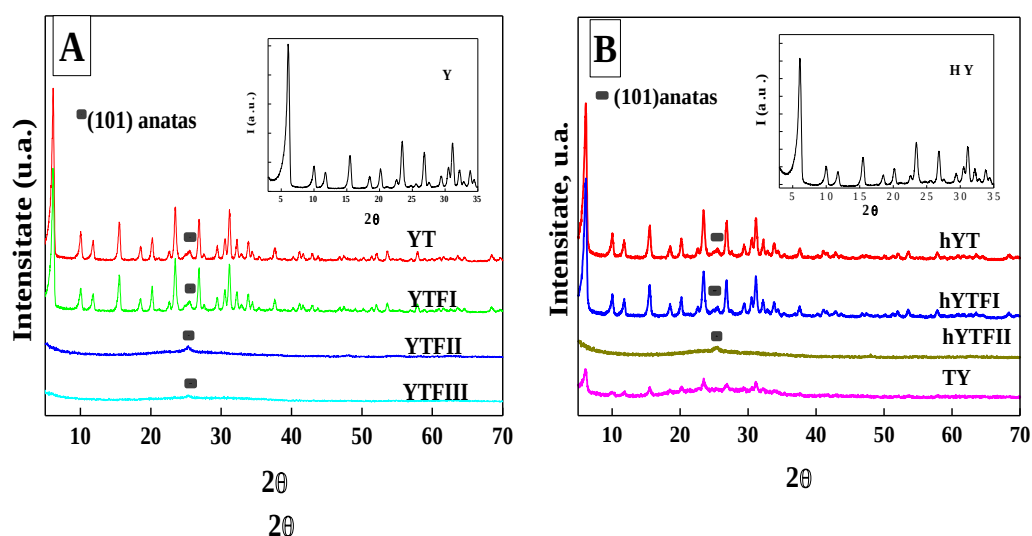 A
(101) anatas
Y
I (a.u.)
5 10 15 20 25 30 35
2θ
Intensitate (u.a.)
YT
YTFI
YTFII
YTFIII
10 20 30 40 50 60 70
2θ
2θ
B
(101)anatas
H Y
I (a.u.)
5 10 15 20 25 30 35
2θ
Intensitate, u.a.
hYT
hYTFI
hYTFII
TY
10 20 30 40 50 60 70
2θ